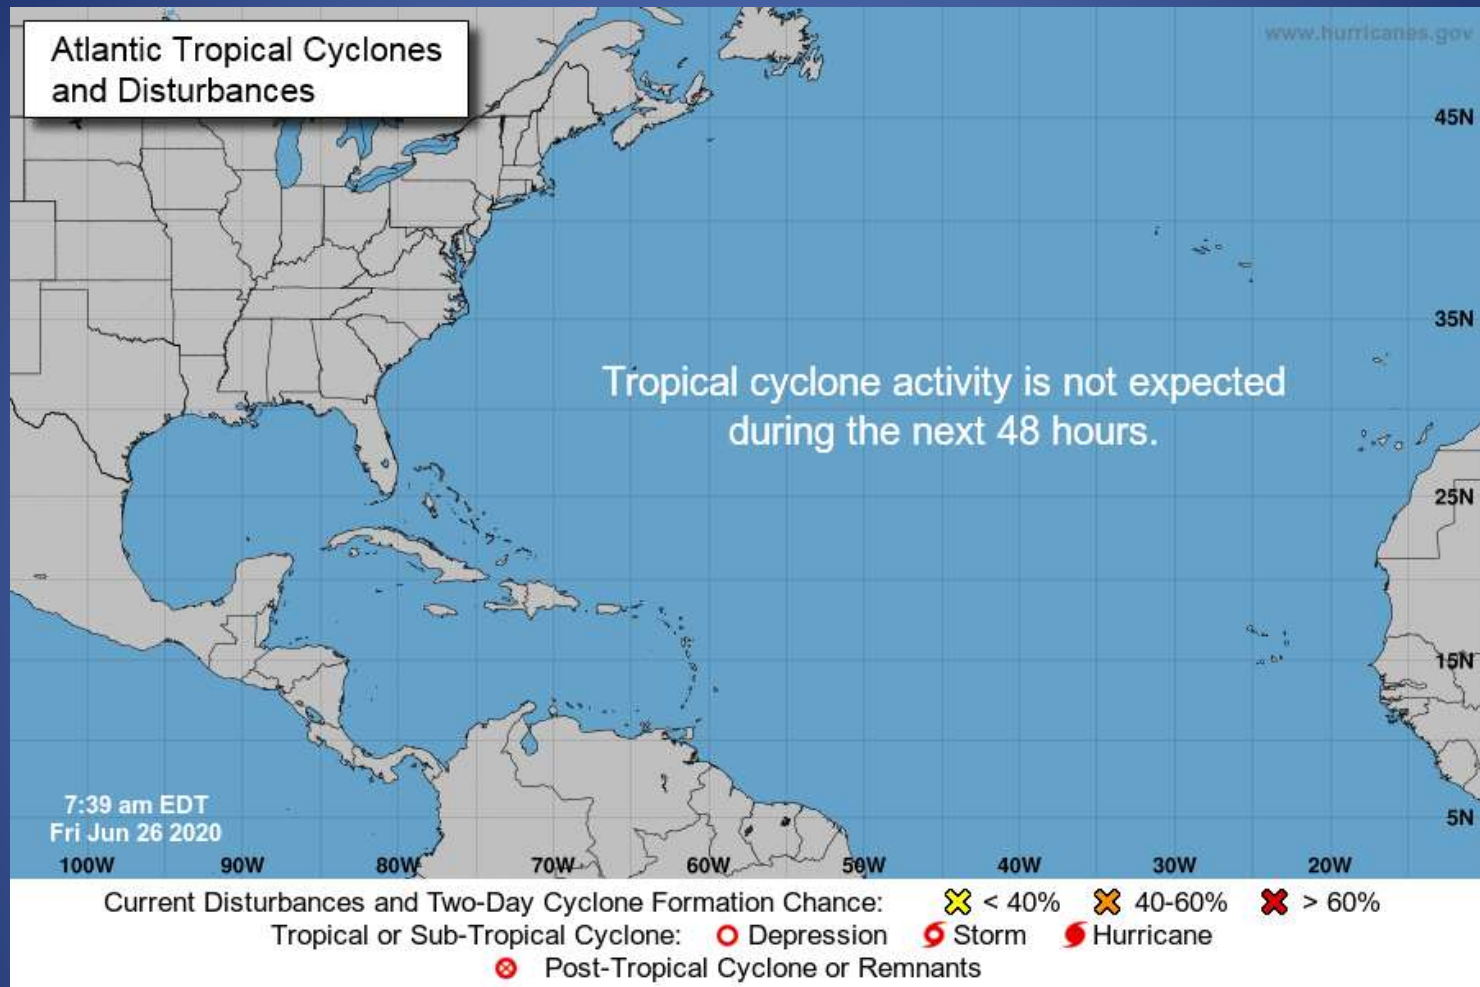 Atlantic Tropical Cyclones
and Disturbances
www.hurricanes.gov
45N
35N
Tropical cyclone activity is not expected
during the next 48 hours.
25N
15N
7:39 am EDT
Fri Jun 26 2020
5N
100W 90W 80W 70W 60W 50W 40W 30W 20W
Current Disturbances and Two-Day Cyclone Formation Chance: < 40% 40-60% > 60%
Tropical or Sub-Tropical Cyclone: Depression Storm Hurricane
Post-Tropical Cyclone or Remnants